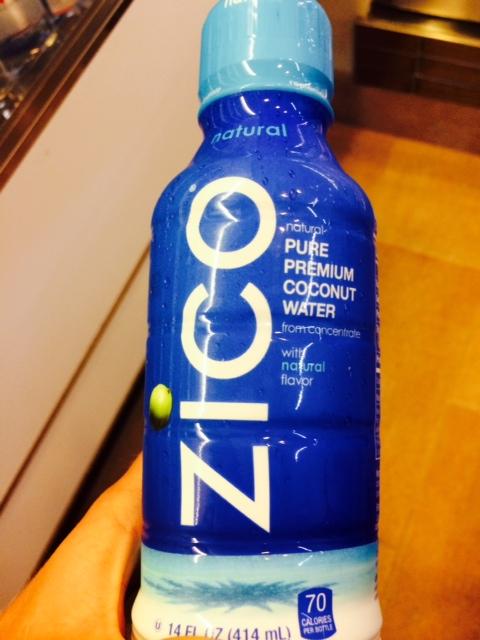 natural
ZICO
natural
PURE
PREMIUM
COCONUT
WATER
from concentrate
with
natural
flavor
70
CALORIES
PER BOTTLE
14 FL OZ (414 mL)